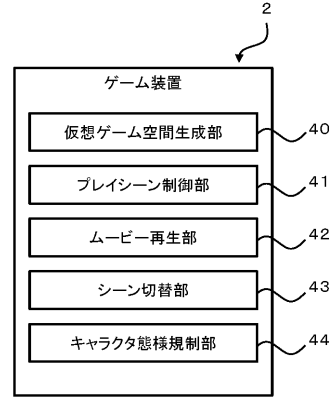 2
ゲーム装置
仮想ゲーム空間生成部 40
プレイシーン制御部 41
ムービー再生部 42
シーン切替部 43
キャラクタ態様規制部 44